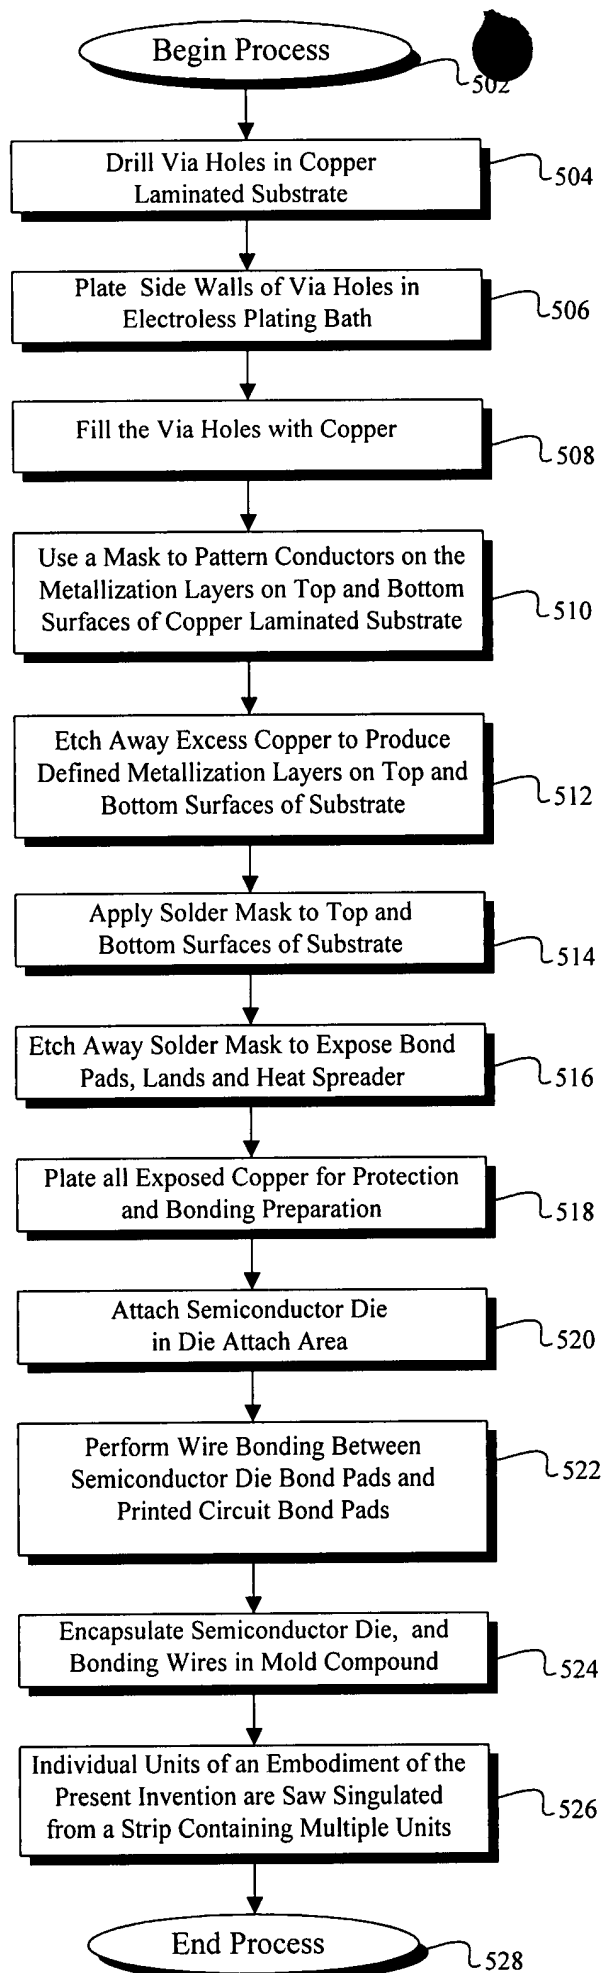 Begin Process
502
Drill Via Holes in Copper
Laminated Substrate
504
Plate Side Walls of Via Holes in
Electroless Plating Bath
506
Fill the Via Holes with Copper
508
Use a Mask to Pattern Conductors on the
Metallization Layers on Top and Bottom
Surfaces of Copper Laminated Substrate
510
Etch Away Excess Copper to Produce
Defined Metallization Layers on Top and
Bottom Surfaces of Substrate
512
Apply Solder Mask to Top and
Bottom Surfaces of Substrate
514
Etch Away Solder Mask to Expose Bond
Pads, Lands and Heat Spreader
516
Plate all Exposed Copper for Protection
and Bonding Preparation
518
Attach Semiconductor Die
in Die Attach Area
520
Perform Wire Bonding Between
Semiconductor Die Bond Pads and
Printed Circuit Bond Pads
522
Encapsulate Semiconductor Die, and
Bonding Wires in Mold Compound
524
Individual Units of an Embodiment of the
Present Invention are Saw Singulated
from a Strip Containing Multiple Units
526
End Process
528